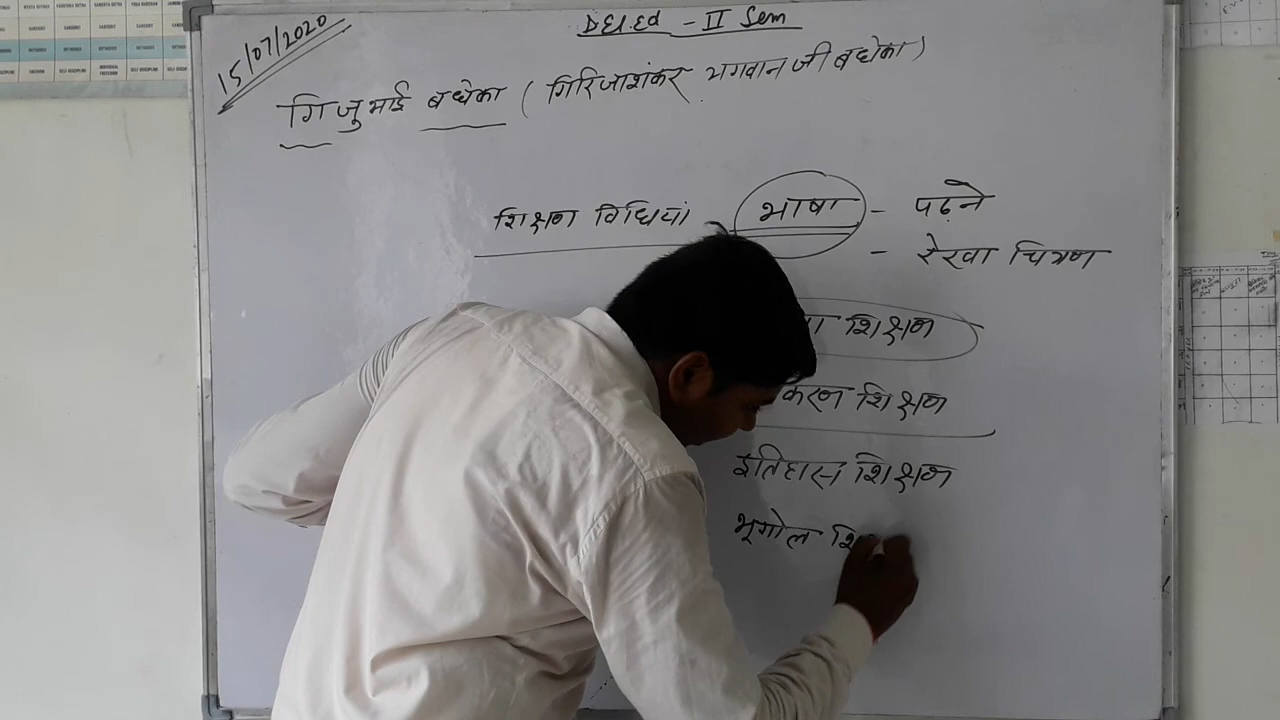 D.El.Ed - II Sem
15/07/2020
गिजुभाई बधेका ( गिरिजाशंकर भगवान जी बधेका )
शिक्षण विधियां भाषा - पढ़ने
- रेखा चित्रण
शिक्षण
करण शिक्षण
इतिहास शिक्षण
भूगोल शि